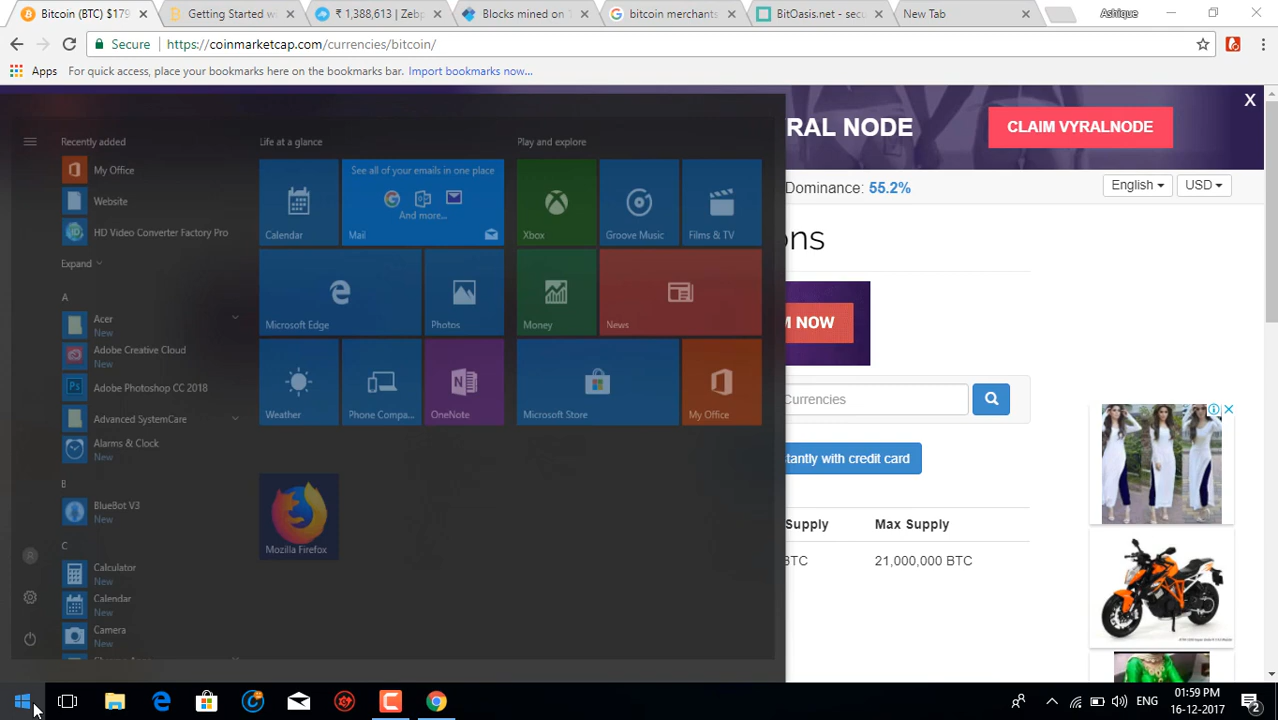 Bitcoin (BTC) $179
Getting Started w
₹ 1,388,613 | Zebp
Blocks mined on
bitcoin merchants
BitOasis.net - secu
New Tab
Ashique
Secure
https://coinmarketcap.com/currencies/bitcoin/
Apps
For quick access, place your bookmarks here on the bookmarks bar.
Import bookmarks now...
X
RAL NODE
CLAIM VYRALNODE
Dominance: 55.2%
English
USD
ons
M NOW
Currencies
tantly with credit card
Supply
Max Supply
BTC
21,000,000 BTC
Recently added
My Office
Website
HD Video Converter Factory Pro
Expand
A
Acer
New
Adobe Creative Cloud
New
Adobe Photoshop CC 2018
Advanced SystemCare
Alarms & Clock
New
B
BlueBot V3
New
C
Calculator
New
Calendar
New
Camera
New
Life at a glance
Calendar
See all of your emails in one place
And more...
Mail
Microsoft Edge
Photos
Weather
Phone Compa...
OneNote
Mozilla Firefox
Play and explore
Xbox
Groove Music
Films & TV
Money
News
Microsoft Store
My Office
ENG
01:59 PM
16-12-2017
2